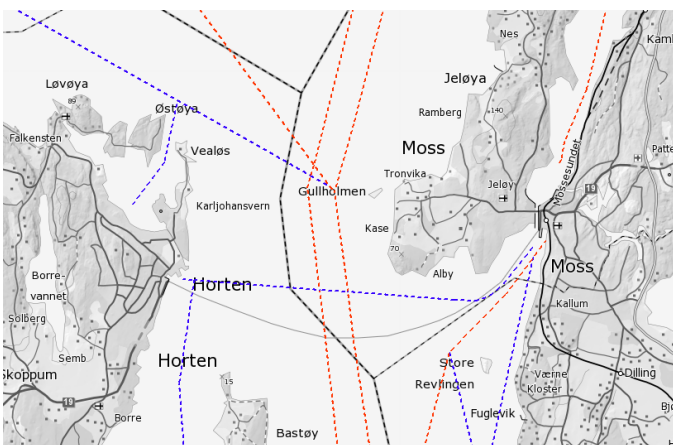 Nes
Kamb
Løvøya
89
Jeløya
Østøya
Ramberg
140
Falkensten
Vealøs
Moss
Mossesundet
Patte
Tronvika
Jeløy
19
Gullholmen
Karljohansvern
Kase
70
Alby
Moss
Borre-
vannet
Horten
Kallum
Solberg
Semb
Horten
Store
Revlingen
Skoppum
15
Værne
Kloster
Dilling
19
Borre
Fuglevik
Bastøy